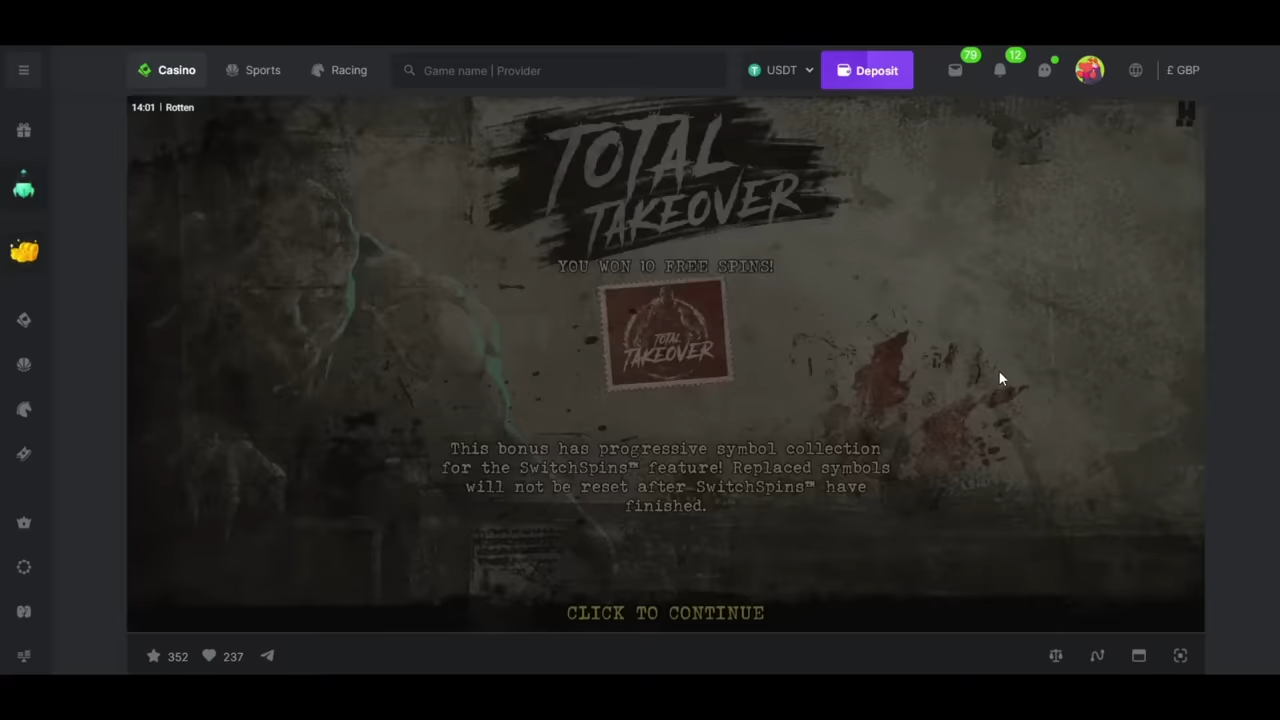 Casino
Sports
Racing
Game name | Provider
USDT
Deposit
79
12
£ GBP
14:01 | Rotten
TOTAL
TAKEOVER
YOU WON 10 FREE SPINS!
TOTAL
TAKEOVER
This bonus has progressive symbol collection
for the SwitchSpins™ feature! Replaced symbols
will not be reset after SwitchSpins™ have
finished.
CLICK TO CONTINUE
352
237